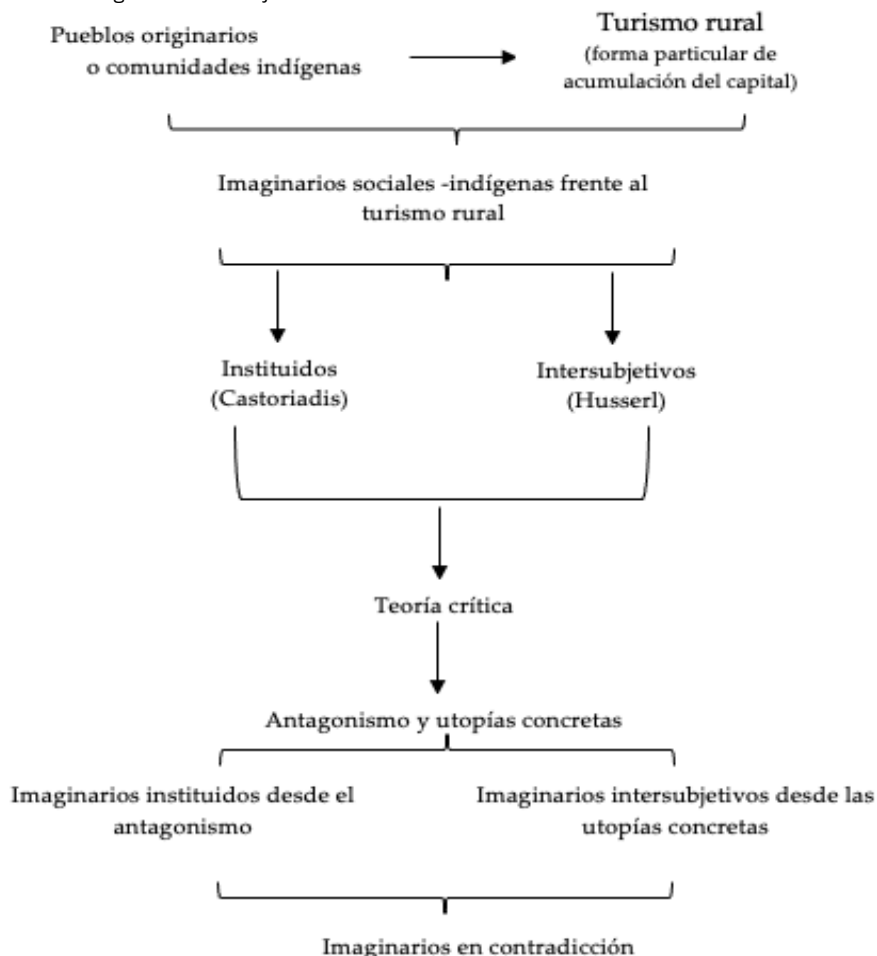 Pueblos originarios
o comunidades indígenas
Turismo rural
(forma particular de
acumulación del capital)
Imaginarios sociales -indígenas frente al
turismo rural
Instituidos
(Castoriadis)
Intersubjetivos
(Husserl)
Teoría crítica
Antagonismo y utopías concretas
Imaginarios instituidos desde el
antagonismo
Imaginarios intersubjetivos desde las
utopías concretas
Imaginarios en contradicción